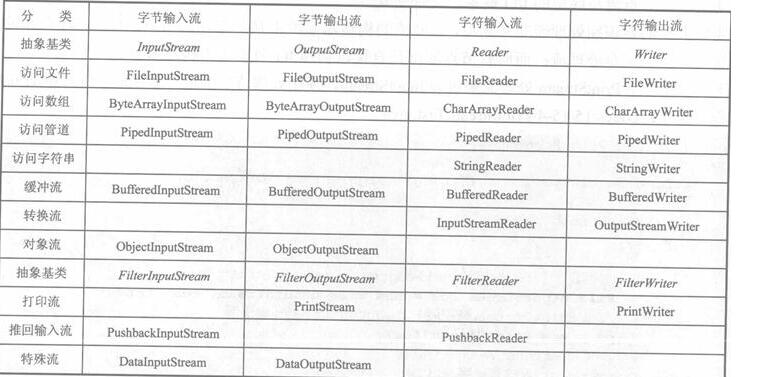 分 类 字节输入流 字节输出流 字符输入流 字符输出流
抽象基类 InputStream OutputStream Reader Writer
访问文件 FileInputStream FileOutputStream FileReader FileWriter
访问数组 ByteArrayInputStream ByteArrayOutputStream CharArrayReader CharArrayWriter
访问管道 PipedInputStream PipedOutputStream PipedReader PipedWriter
访问字符串 StringReader StringWriter
缓冲流 BufferedInputStream BufferedOutputStream BufferedReader BufferedWriter
转换流 InputStreamReader OutputStreamWriter
对象流 ObjectInputStream ObjectOutputStream
抽象基类 FilterInputStream FilterOutputStream FilterReader FilterWriter
打印流 PrintStream PrintWriter
推回输入流 PushbackInputStream PushbackReader
特殊流 DataInputStream DataOutputStream